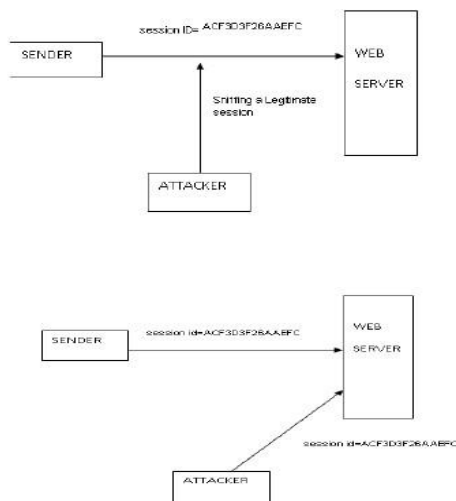 session ID= ACF3D3F26AAEFC
SENDER
WEB
SERVER
Sniffing a Legitimate
session
ATTACKER
session id=ACF3D3F26AAEFC
SENDER
WEB
SERVER
session id=ACF3D3F26AAEFC
ATTACKER